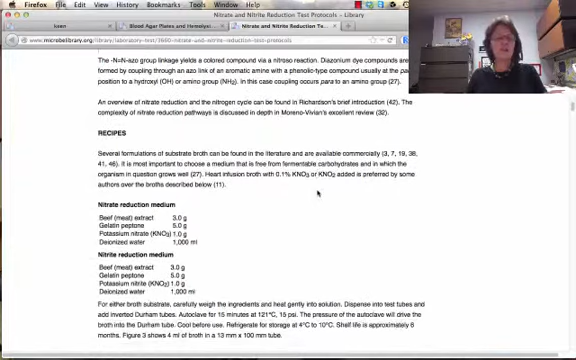 Firefox File Edit View History Bookmarks Tools Window Help
Nitrate and Nitrite Reduction Test Protocols – Library
Blood Agar Plates and Hemolysi...
Nitrate and Nitrite Reduction Te...
www.microbelibrary.org/library/laboratory-test/3660-nitrate-and-nitrite-reduction-test-protocols
The -N=N-azo group linkage yields a colored compound via a nitroso reaction. Diazonium dye compounds are
formed by coupling through an azo link of an aromatic amine with a phenolic-type compound usually at the para
position to a hydroxyl (OH) or amino group (NH₂). In this case coupling occurs para to an amino group (27).
An overview of nitrate reduction and the nitrogen cycle can be found in Richardson's brief introduction (42). The
complexity of nitrate reduction pathways is discussed in depth in Moreno-Vivian's excellent review (32).
RECIPES
Several formulations of substrate broth can be found in the literature and are available commercially (3, 7, 19, 38,
41, 46). It is most important to choose a medium that is free from fermentable carbohydrates and in which the
organism in question grows well (27). Heart infusion broth with 0.1% KNO₃ or KNO₂ added is preferred by some
authors over the broths described below (11).
Nitrate reduction medium
Beef (meat) extract 3.0 g
Gelatin peptone 5.0 g
Potassium nitrate (KNO₃) 1.0 g
Deionized water 1,000 ml
Nitrite reduction medium
Beef (meat) extract 3.0 g
Gelatin peptone 5.0 g
Potassium nitrite (KNO₂) 1.0 g
Deionized water 1,000 ml
For either broth substrate, carefully weigh the ingredients and heat gently into solution. Dispense into test tubes and
add inverted Durham tubes. Autoclave for 15 minutes at 121°C, 15 psi. The pressure of the autoclave will drive the
broth into the Durham tube. Cool before use. Refrigerate for storage at 4°C to 10°C. Shelf life is approximately 6
months. Figure 3 shows 4 ml of broth in a 13 mm x 100 mm tube.